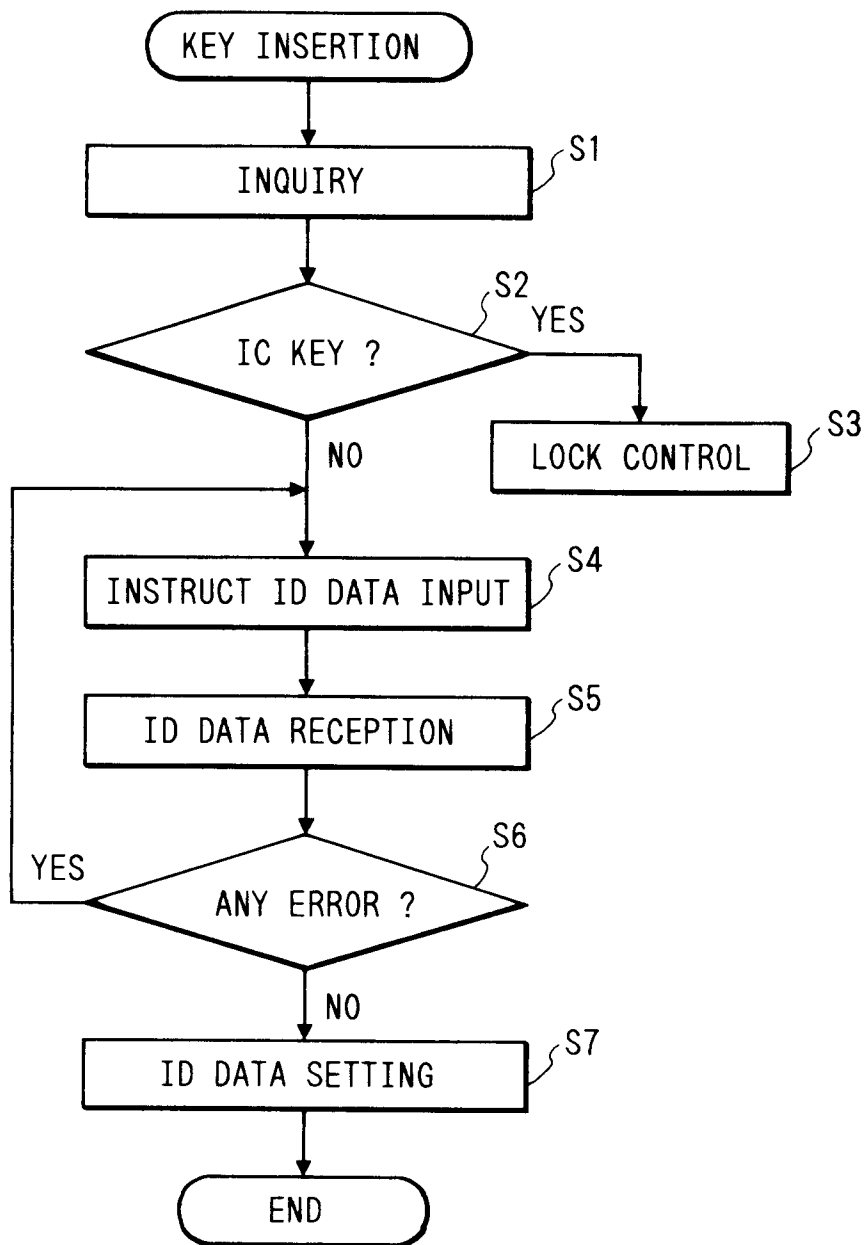 KEY INSERTION
S1
INQUIRY
S2
YES
IC KEY ?
S3
NO
LOCK CONTROL
S4
INSTRUCT ID DATA INPUT
S5
ID DATA RECEPTION
S6
YES
ANY ERROR ?
NO
S7
ID DATA SETTING
END